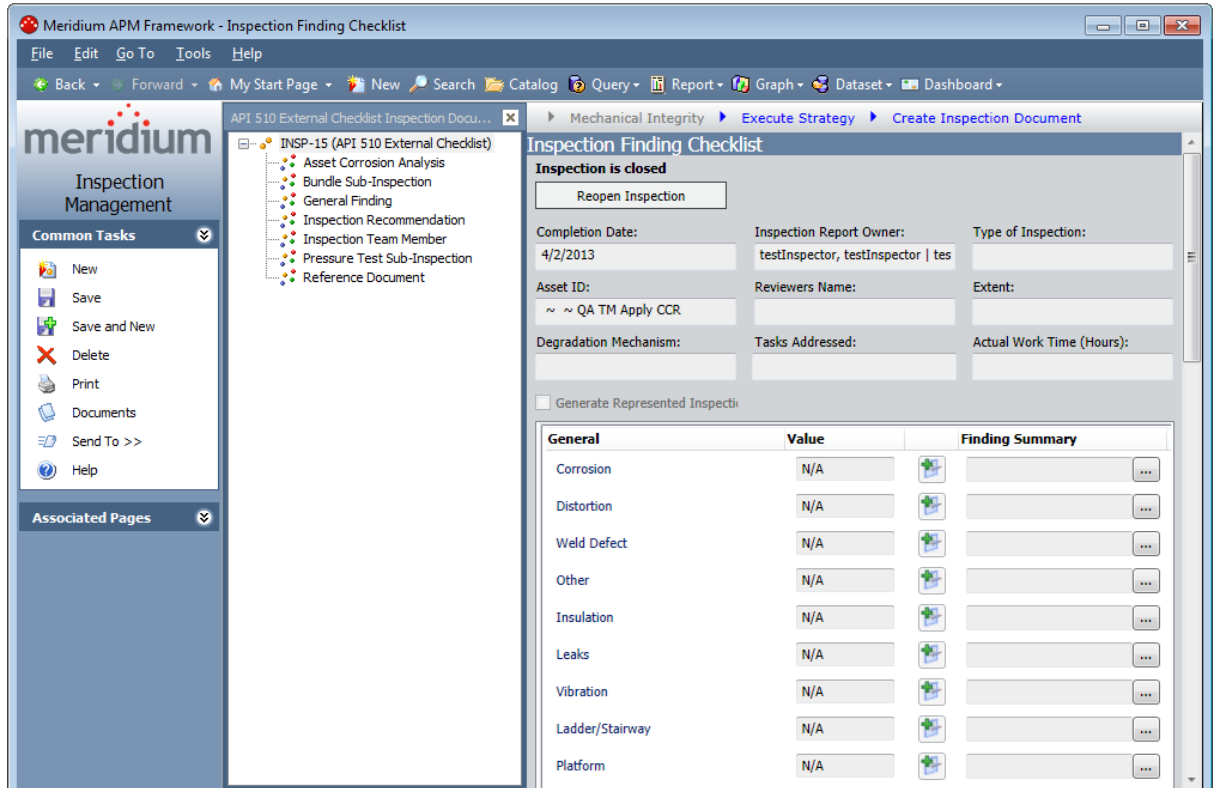 Meridium APM Framework - Inspection Finding Checklist
File Edit Go To Tools Help
Back Forward My Start Page New Search Catalog Query Report Graph Dataset Dashboard
meridium
Inspection
Management
Common Tasks
New
Save
Save and New
Delete
Print
Documents
Send To >>
Help
Associated Pages
API 510 External Checklist Inspection Docu...
INSP-15 (API 510 External Checklist)
Asset Corrosion Analysis
Bundle Sub-Inspection
General Finding
Inspection Recommendation
Inspection Team Member
Pressure Test Sub-Inspection
Reference Document
Mechanical Integrity Execute Strategy Create Inspection Document
Inspection Finding Checklist
Inspection is closed
Reopen Inspection
Completion Date: Inspection Report Owner: Type of Inspection:
4/2/2013 testInspector, testInspector | tes
Asset ID: Reviewers Name: Extent:
~ ~ QA TM Apply CCR
Degradation Mechanism: Tasks Addressed: Actual Work Time (Hours):
Generate Represented Inspecti
General Value Finding Summary
Corrosion N/A ...
Distortion N/A ...
Weld Defect N/A ...
Other N/A ...
Insulation N/A ...
Leaks N/A ...
Vibration N/A ...
Ladder/Stairway N/A ...
Platform N/A ...